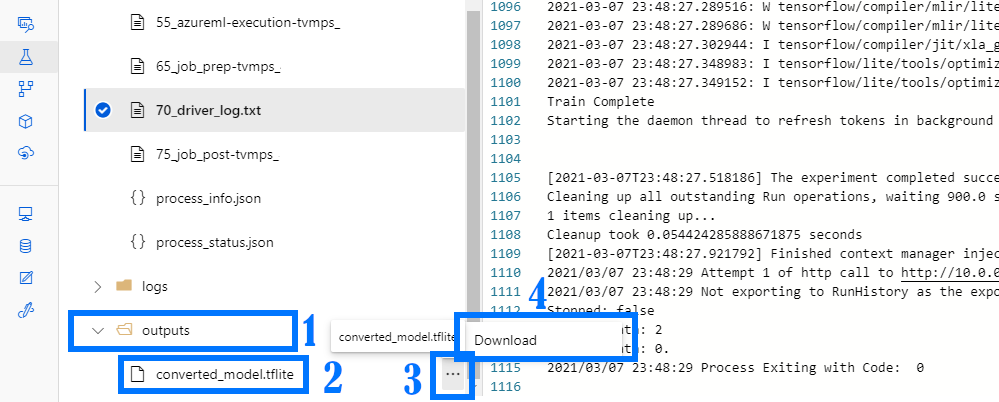 55_azureml-execution-tvmps_
65_job_prep-tvmps_
70_driver_log.txt
75_job_post-tvmps_
{} process_info.json
{} process_status.json
logs
outputs
1
converted_model.tflite
2
3
...
converted_model.tflite
4
Download
1096 2021-03-07 23:48:27.289516: W tensorflow/compiler/mlir/lite
1097 2021-03-07 23:48:27.289686: W tensorflow/compiler/mlir/lite
1098 2021-03-07 23:48:27.302944: I tensorflow/compiler/jit/xla_g
1099 2021-03-07 23:48:27.348983: I tensorflow/lite/tools/optimiz
1100 2021-03-07 23:48:27.349152: I tensorflow/lite/tools/optimiz
1101 Train Complete
1102 Starting the daemon thread to refresh tokens in background
1103
1104
1105 [2021-03-07T23:48:27.518186] The experiment completed succe
1106 Cleaning up all outstanding Run operations, waiting 900.0 s
1107 1 items cleaning up...
1108 Cleanup took 0.054424285888671875 seconds
1109 [2021-03-07T23:48:27.921792] Finished context manager injec
1110 2021/03/07 23:48:29 Attempt 1 of http call to http://10.0.0
1111 2021/03/07 23:48:29 Not exporting to RunHistory as the expo
1112 Stopped: false
ta: 2
ta: 0.
1115 2021/03/07 23:48:29 Process Exiting with Code:  0
1116